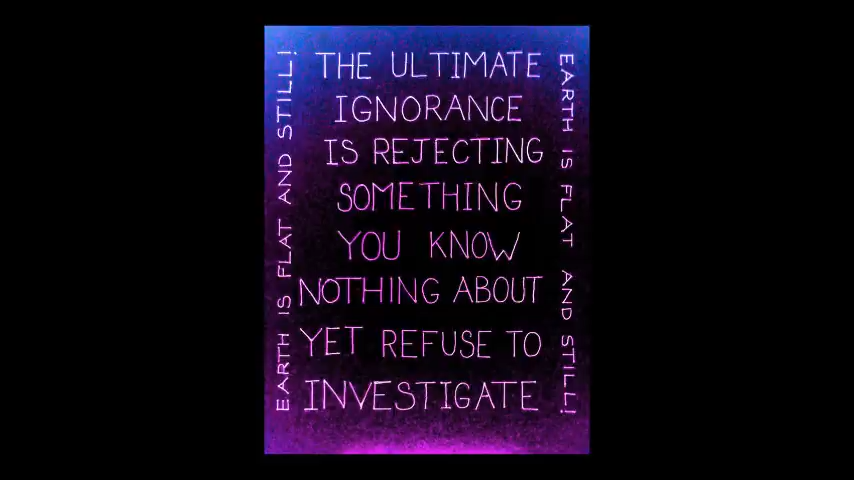 THE ULTIMATE
IGNORANCE
IS REJECTING
SOMETHING
YOU KNOW
NOTHING ABOUT
YET REFUSE TO
INVESTIGATE
EARTH IS FLAT AND STILL!
EARTH IS FLAT AND STILL!